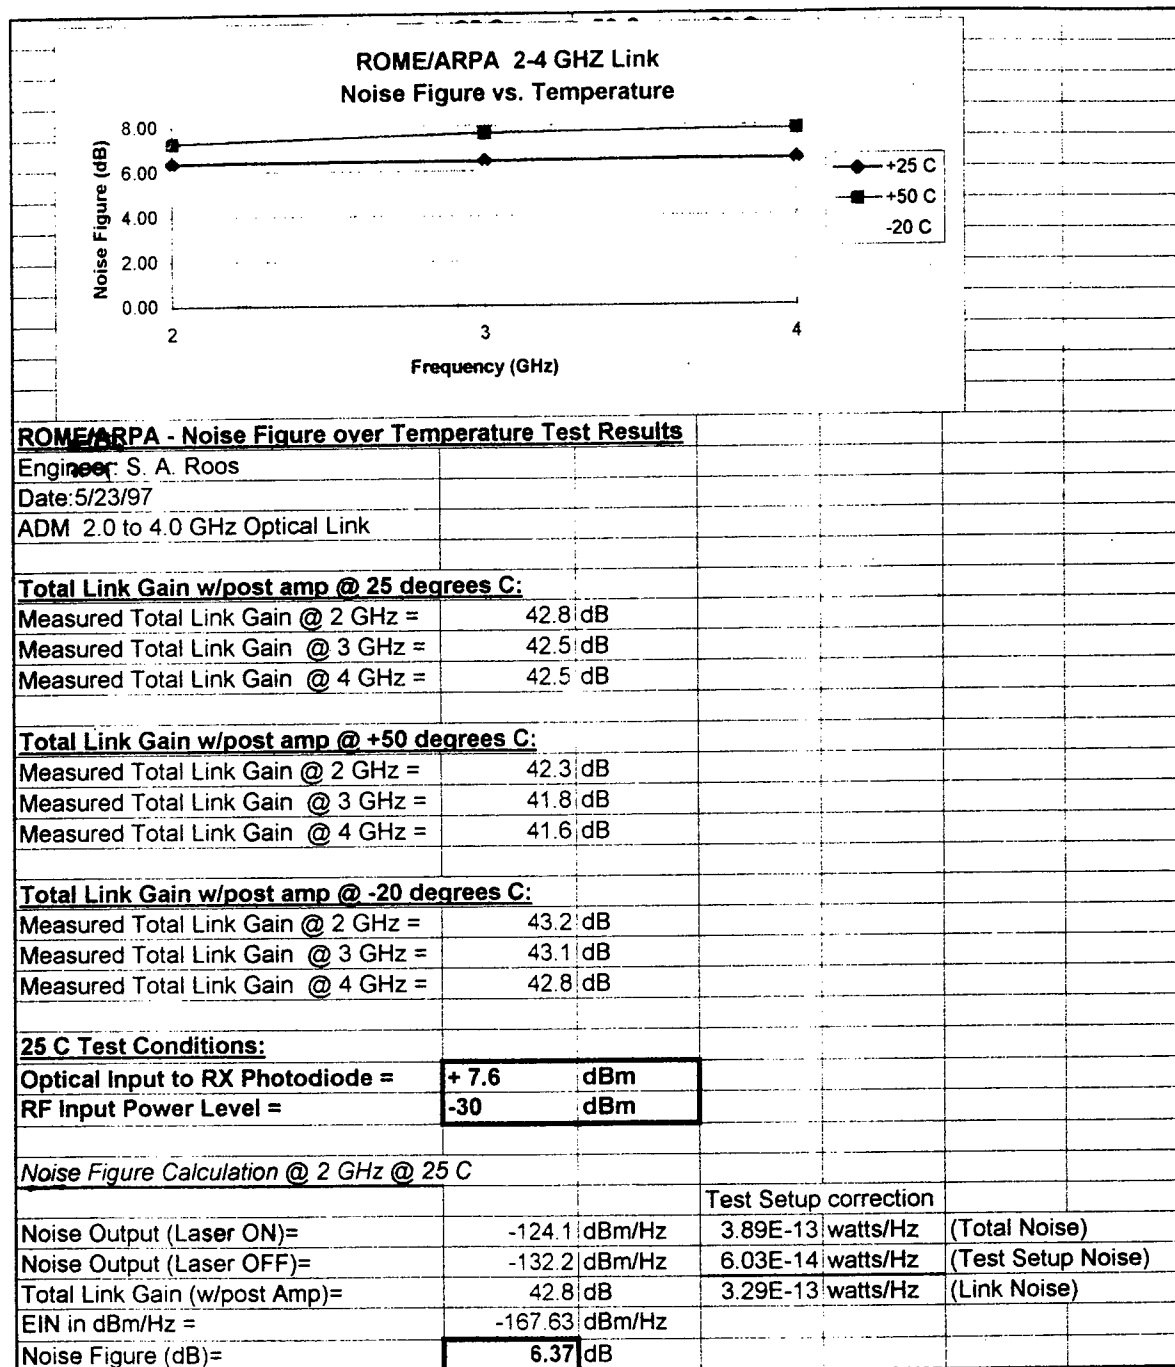 ROME/ARPA 2-4 GHZ Link
Noise Figure vs. Temperature
Noise Figure (dB)
8.00
6.00
4.00
2.00
0.00
2 3 4
Frequency (GHz)
+25 C
+50 C
-20 C
ROME/ARPA - Noise Figure over Temperature Test Results
Engineer: S. A. Roos
Date:5/23/97
ADM 2.0 to 4.0 GHz Optical Link
Total Link Gain w/post amp @ 25 degrees C:
Measured Total Link Gain @ 2 GHz = 42.8 dB
Measured Total Link Gain @ 3 GHz = 42.5 dB
Measured Total Link Gain @ 4 GHz = 42.5 dB
Total Link Gain w/post amp @ +50 degrees C:
Measured Total Link Gain @ 2 GHz = 42.3 dB
Measured Total Link Gain @ 3 GHz = 41.8 dB
Measured Total Link Gain @ 4 GHz = 41.6 dB
Total Link Gain w/post amp @ -20 degrees C:
Measured Total Link Gain @ 2 GHz = 43.2 dB
Measured Total Link Gain @ 3 GHz = 43.1 dB
Measured Total Link Gain @ 4 GHz = 42.8 dB
25 C Test Conditions:
Optical Input to RX Photodiode = + 7.6 dBm
RF Input Power Level = -30 dBm
Noise Figure Calculation @ 2 GHz @ 25 C
Test Setup correction
Noise Output (Laser ON)= -124.1 dBm/Hz 3.89E-13 watts/Hz (Total Noise)
Noise Output (Laser OFF)= -132.2 dBm/Hz 6.03E-14 watts/Hz (Test Setup Noise)
Total Link Gain (w/post Amp)= 42.8 dB 3.29E-13 watts/Hz (Link Noise)
EIN in dBm/Hz = -167.63 dBm/Hz
Noise Figure (dB)= 6.37 dB